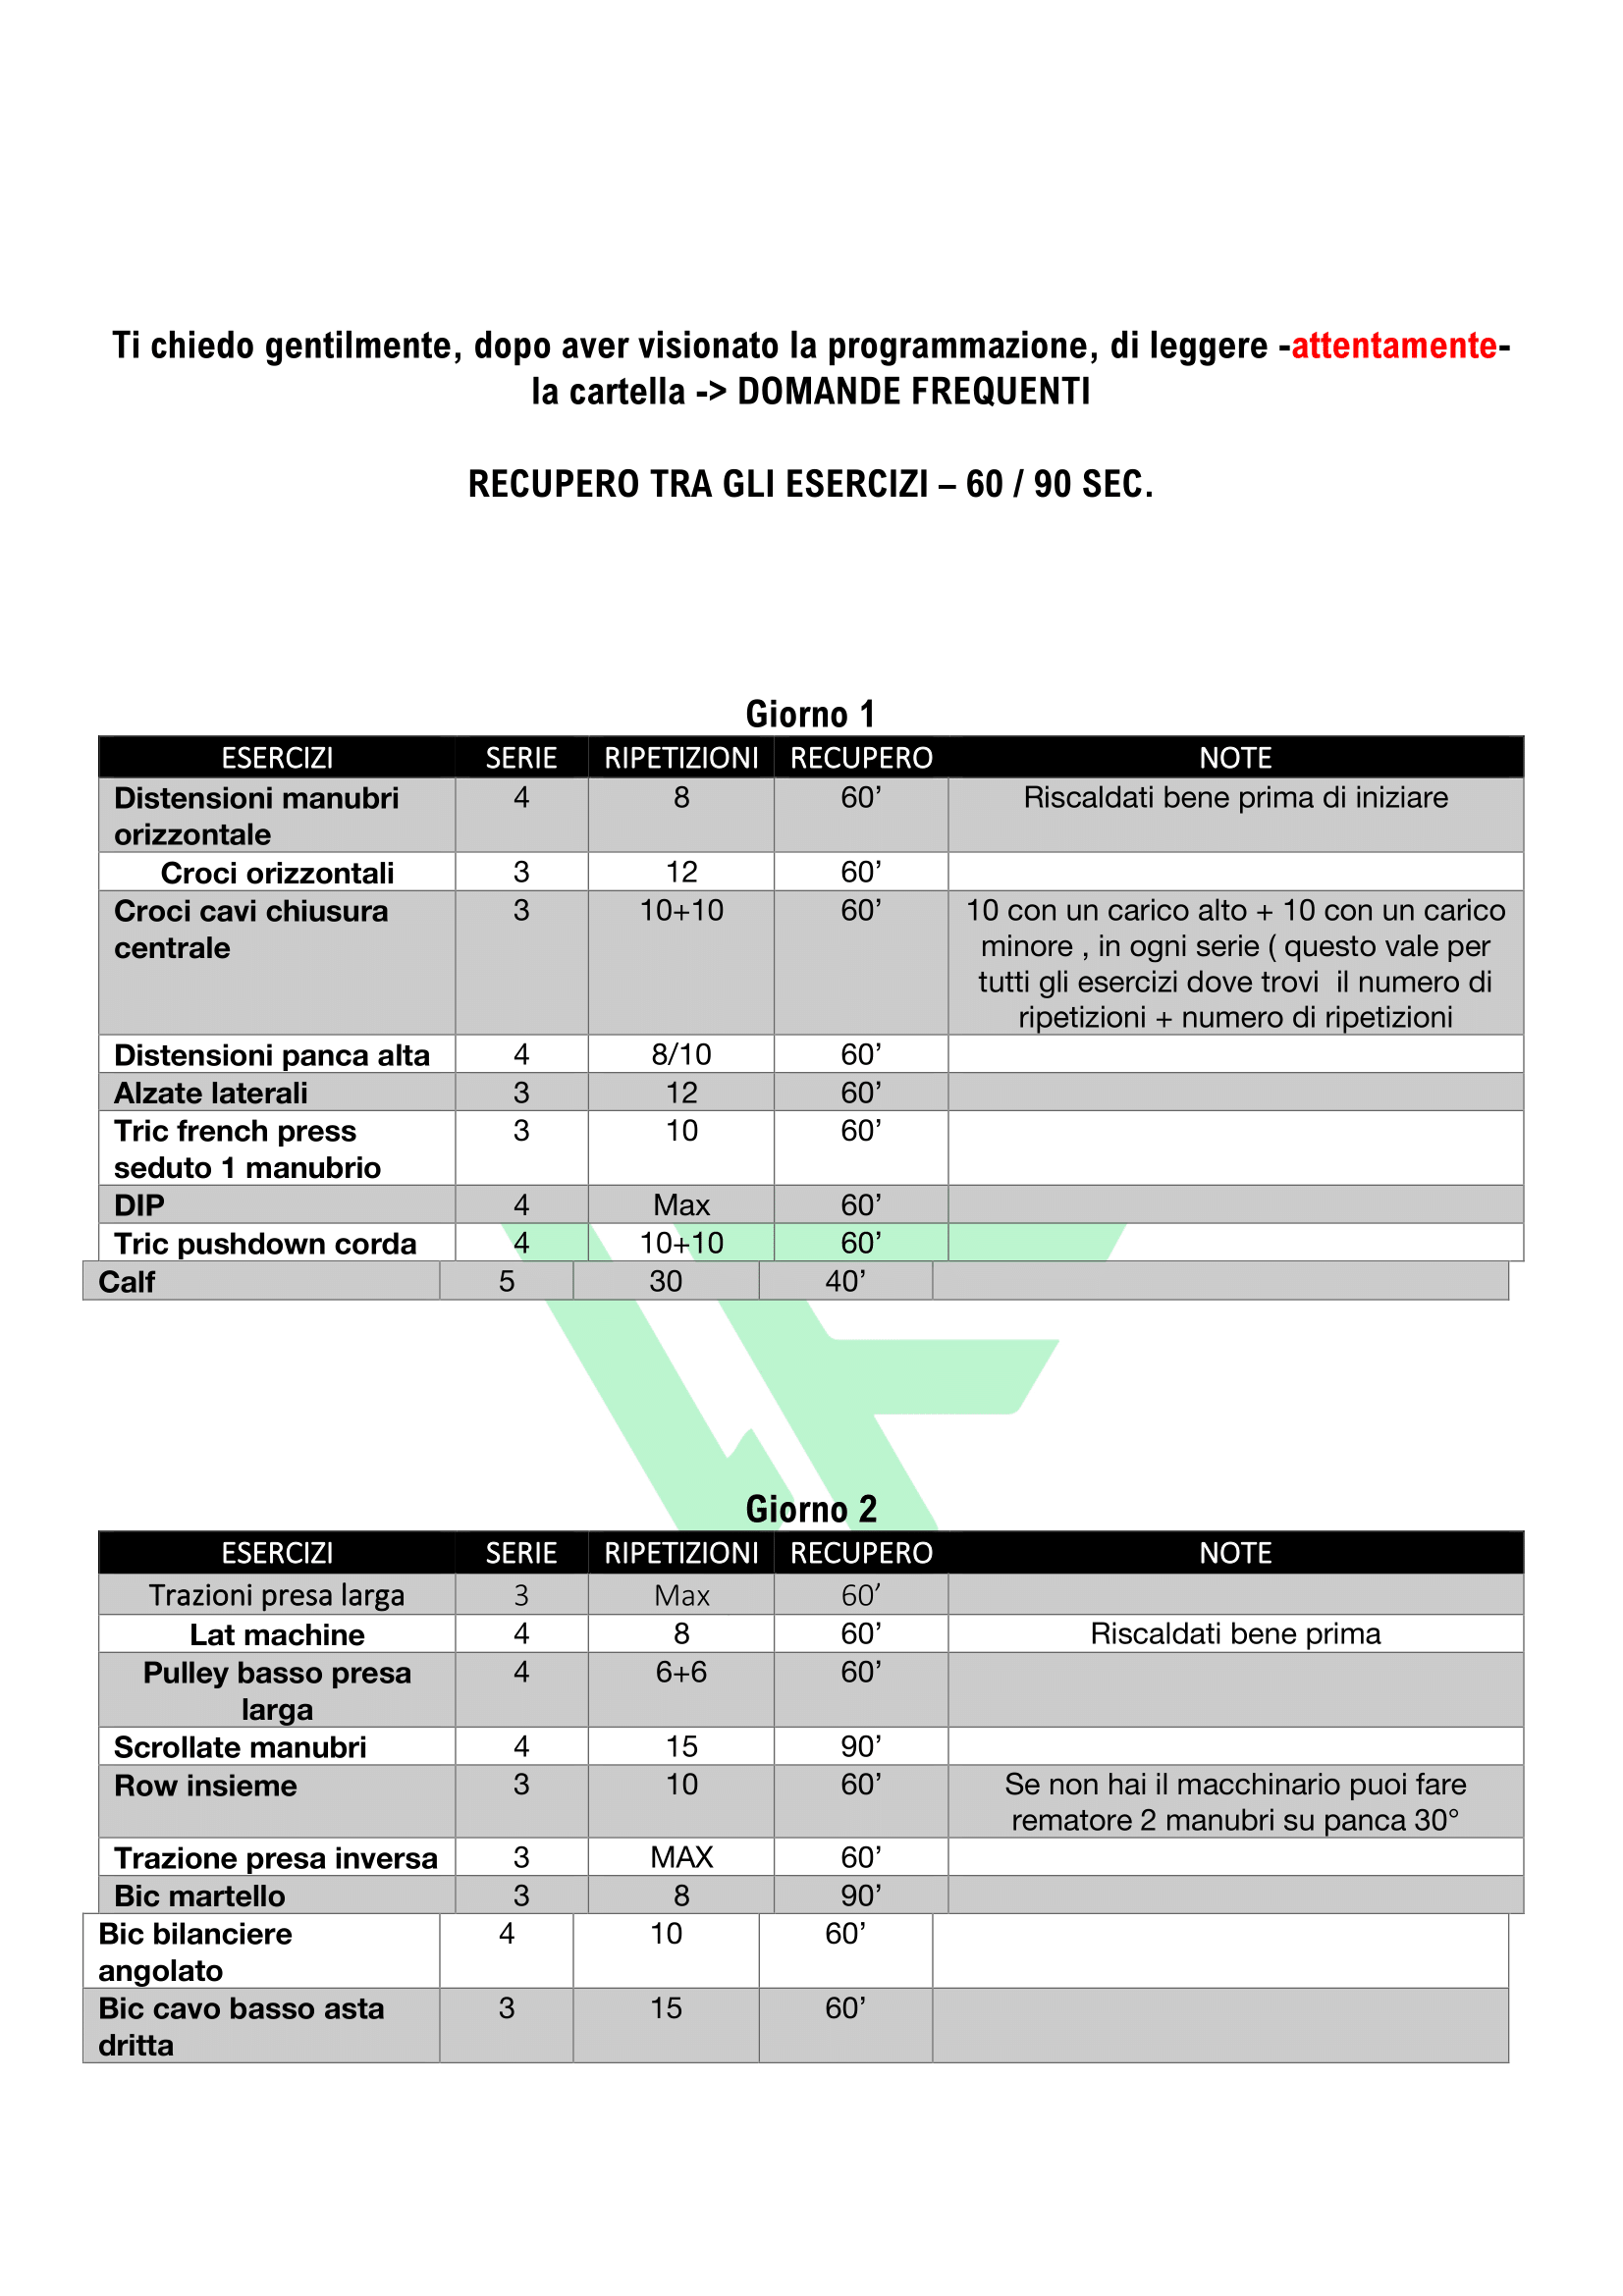 Ti chiedo gentilmente, dopo aver visionato la programmazione, di leggere -attentamente-
la cartella -> DOMANDE FREQUENTI
RECUPERO TRA GLI ESERCIZI – 60 / 90 SEC.
Giorno 1
ESERCIZI SERIE RIPETIZIONI RECUPERO NOTE
Distensioni manubri 4 8 60’ Riscaldati bene prima di iniziare
orizzontale
Croci orizzontali 3 12 60’
Croci cavi chiusura 3 10+10 60’ 10 con un carico alto + 10 con un carico
centrale minore , in ogni serie ( questo vale per
tutti gli esercizi dove trovi il numero di
ripetizioni + numero di ripetizioni
Distensioni panca alta 4 8/10 60’
Alzate laterali 3 12 60’
Tric french press 3 10 60’
seduto 1 manubrio
DIP 4 Max 60’
Tric pushdown corda 4 10+10 60’
Calf 5 30 40’
Giorno 2
ESERCIZI SERIE RIPETIZIONI RECUPERO NOTE
Trazioni presa larga 3 Max 60’
Lat machine 4 8 60’ Riscaldati bene prima
Pulley basso presa 4 6+6 60’
larga
Scrollate manubri 4 15 90’
Row insieme 3 10 60’ Se non hai il macchinario puoi fare
rematore 2 manubri su panca 30°
Trazione presa inversa 3 MAX 60’
Bic martello 3 8 90’
Bic bilanciere 4 10 60’
angolato
Bic cavo basso asta 3 15 60’
dritta